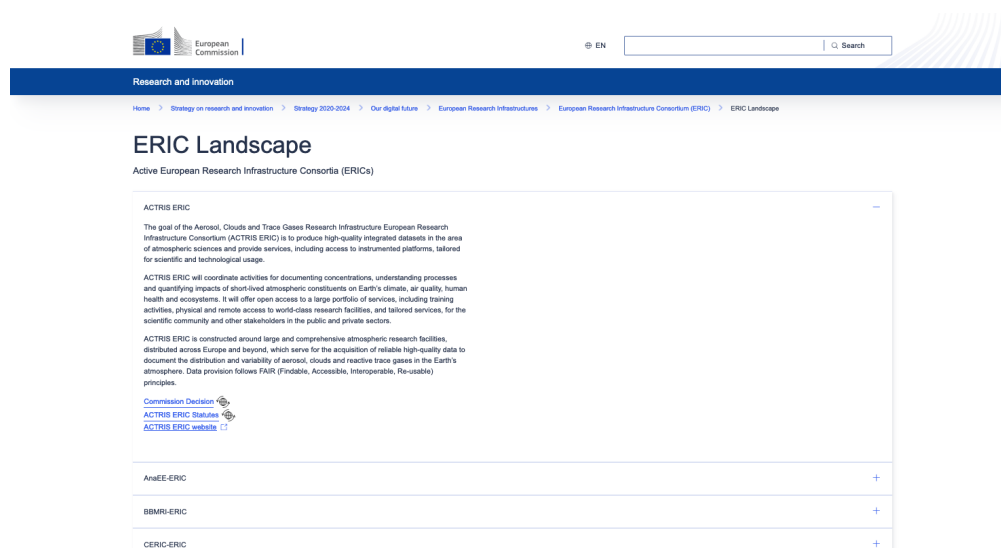 European
Commission
EN
Search
Research and innovation
Home > Strategy on research and innovation > Strategy 2020-2024 > Our digital future > European Research Infrastructures > European Research Infrastructure Consortium (ERIC) > ERIC Landscape
ERIC Landscape
Active European Research Infrastructure Consortia (ERICs)
ACTRIS ERIC
The goal of the Aerosol, Clouds and Trace Gases Research Infrastructure European Research
Infrastructure Consortium (ACTRIS ERIC) is to produce high-quality integrated datasets in the area
of atmospheric sciences and provide services, including access to instrumented platforms, tailored
for scientific and technological usage.
ACTRIS ERIC will coordinate activities for documenting concentrations, understanding processes
and quantifying impacts of short-lived atmospheric constituents on Earth's climate, air quality, human
health and ecosystems. It will offer open access to a large portfolio of services, including training
activities, physical and remote access to world-class research facilities, and tailored services, for the
scientific community and other stakeholders in the public and private sectors.
ACTRIS ERIC is constructed around large and comprehensive atmospheric research facilities,
distributed across Europe and beyond, which serve for the acquisition of reliable high-quality data to
document the distribution and variability of aerosol, clouds and reactive trace gases in the Earth's
atmosphere. Data provision follows FAIR (Findable, Accessible, Interoperable, Re-usable)
principles.
Commission Decision
ACTRIS ERIC Statutes
ACTRIS ERIC website
AnaEE-ERIC
BBMRI-ERIC
CERIC-ERIC